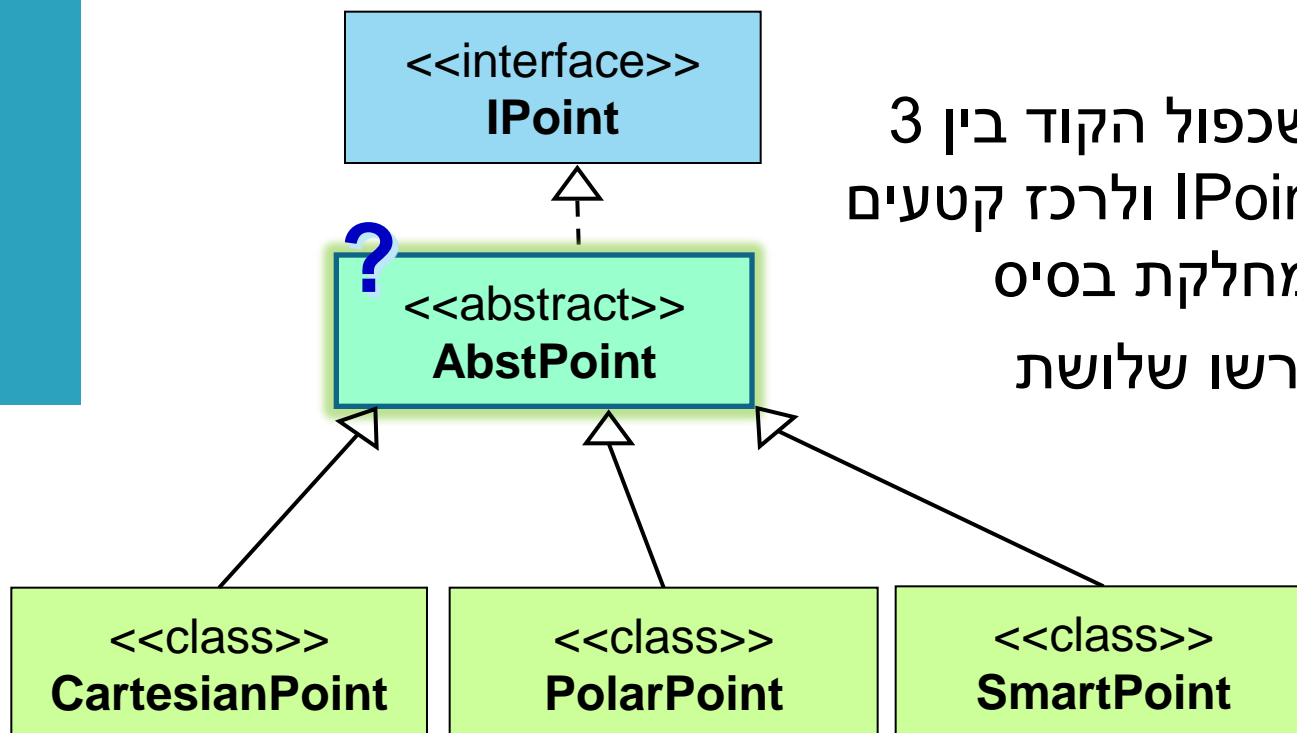 <<interface>>
IPoint
שכפול הקוד בין 3
ולרכז קטעים
מחלקת בסיס
רשו שלושת
?
<<abstract>>
AbstPoint
<<class>>
CartesianPoint
<<class>>
PolarPoint
<<class>>
SmartPoint